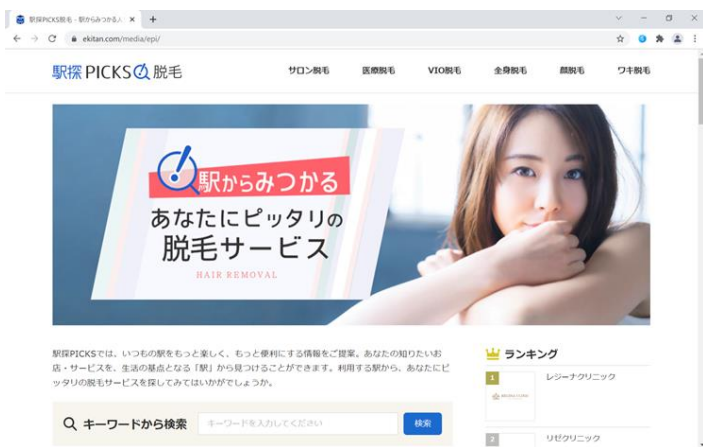 駅探PICKS脱毛 - 駅からみつかる人
ekitan.com/media/epi/
駅探 PICKS 脱毛
サロン脱毛 医療脱毛 VIO脱毛 全身脱毛 顔脱毛 ワキ脱毛
駅からみつかる
あなたにピッタリの
脱毛サービス
HAIR REMOVAL
駅探PICKSでは、いつもの駅をもっと楽しく、もっと便利にする情報をご提案。あなたの知りたいお
店・サービスを、生活の基点となる「駅」から見つけることができます。利用する駅から、あなたにピ
ッタリの脱毛サービスを探してみてはいかがでしょうか。
キーワードから検索
キーワードを入力してください
検索
ランキング
1
レジーナクリニック
2
リゼクリニック